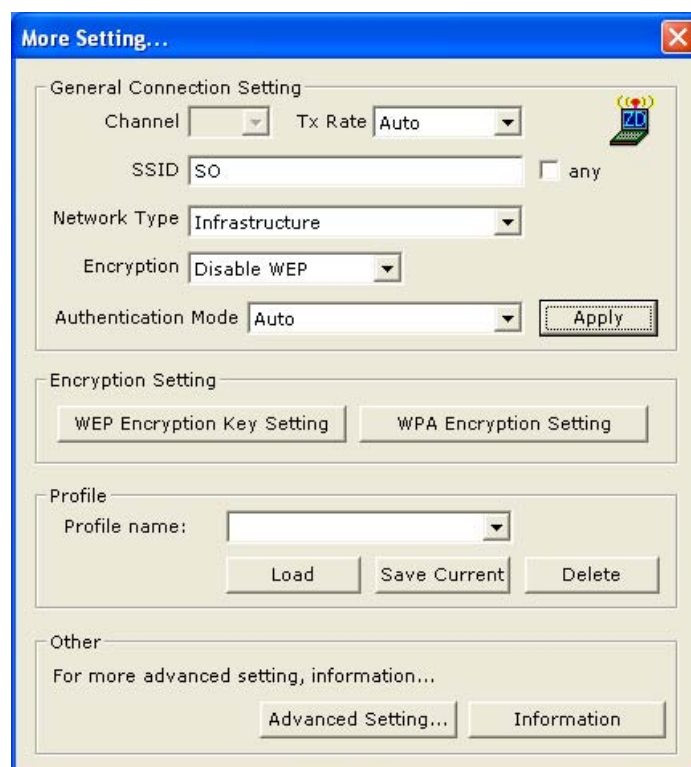 More Setting...
General Connection Setting
Channel Tx Rate Auto
ZD
SSID SO any
Network Type Infrastructure
Encryption Disable WEP
Authentication Mode Auto Apply
Encryption Setting
WEP Encryption Key Setting WPA Encryption Setting
Profile
Profile name:
Load Save Current Delete
Other
For more advanced setting, information...
Advanced Setting... Information